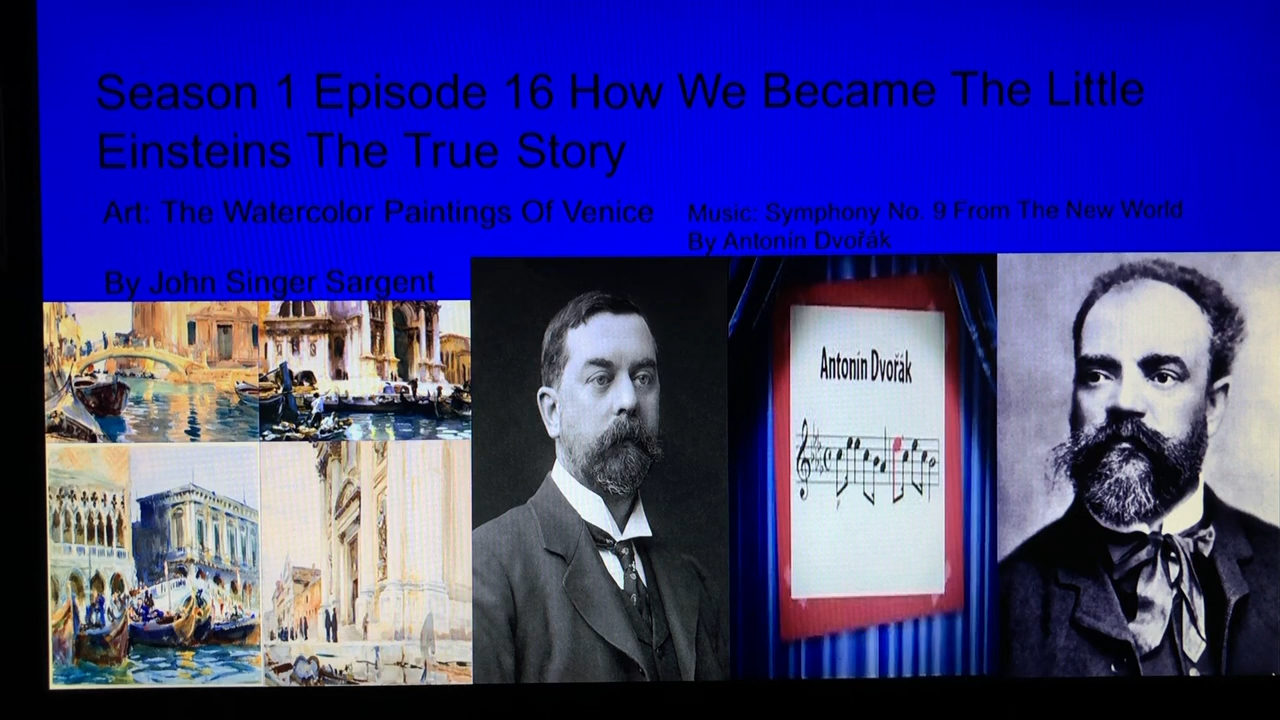 Season 1 Episode 16 How We Became The Little
Einsteins The True Story
Art: The Watercolor Paintings Of Venice
By John Singer Sargent
Music: Symphony No. 9 From The New World
By Antonín Dvořák
Antonín Dvořák